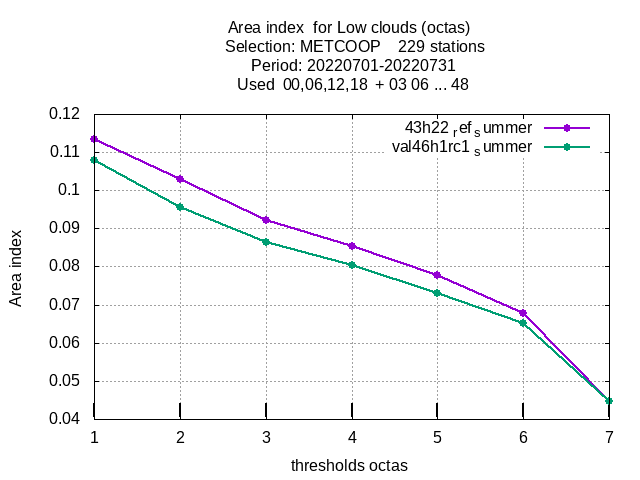 Area index  for Low clouds (octas)
Selection: METCOOP    229 stations
Period: 20220701-20220731
Used  00,06,12,18  + 03 06 ... 48
0.12
0.11
0.1
0.09
0.08
0.07
0.06
0.05
0.04
Area index
43h22 refsummer
val46h1rc1 summer
1 2 3 4 5 6 7
thresholds octas